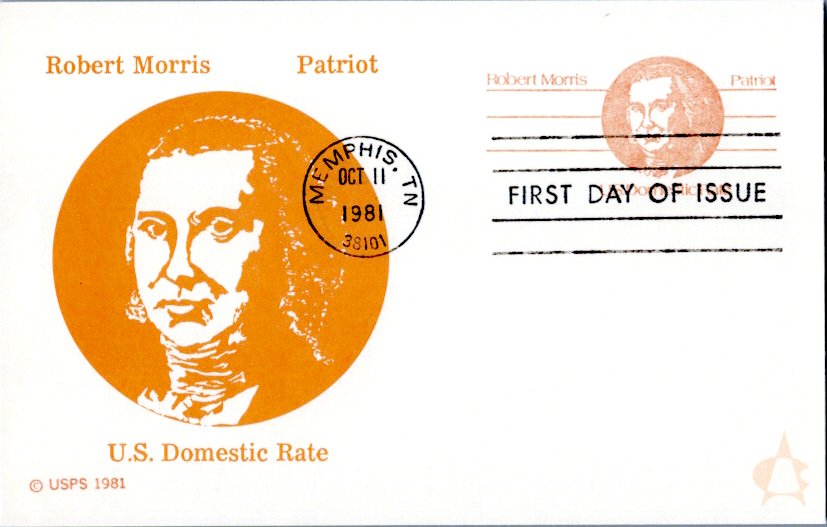 Robert Morris Patriot
Robert Morris Patriot
MEMPHIS, TN
OCT 11
1981
38101
FIRST DAY OF ISSUE
U.S. Domestic Rate
© USPS 1981